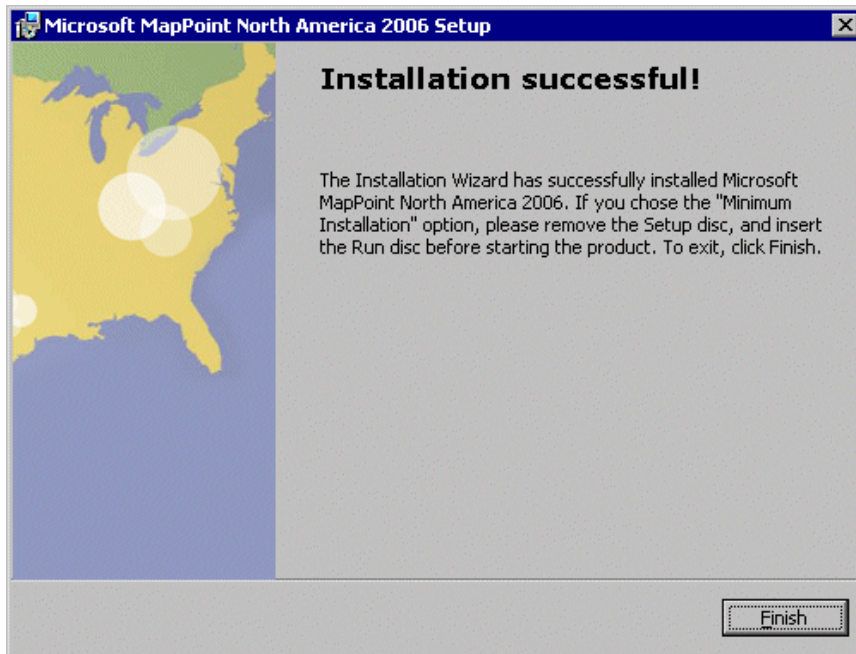 Microsoft MapPoint North America 2006 Setup
Installation successful!
The Installation Wizard has successfully installed Microsoft
MapPoint North America 2006. If you chose the "Minimum
Installation" option, please remove the Setup disc, and insert
the Run disc before starting the product. To exit, click Finish.
Finish